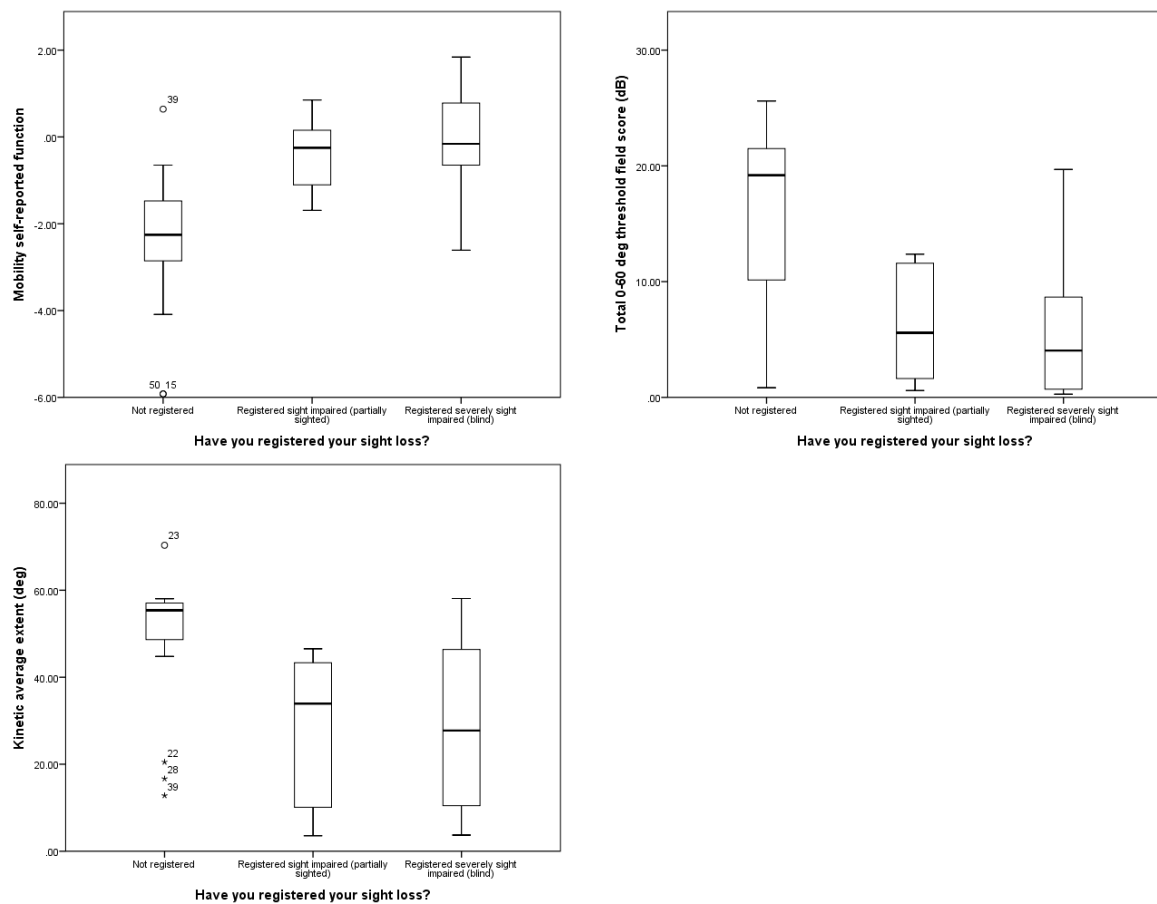 Mobility self-reported function
2.00
.00
-2.00
-4.00
-6.00
39
50 15
Not registered
Registered sight impaired (partially
sighted)
Registered severely sight
impaired (blind)
Have you registered your sight loss?
Total 0-60 deg threshold field score (dB)
30.00
20.00
10.00
.00
Not registered
Registered sight impaired (partially
sighted)
Registered severely sight
impaired (blind)
Have you registered your sight loss?
Kinetic average extent (deg)
80.00
60.00
40.00
20.00
.00
23
22
28
39
Not registered
Registered sight impaired (partially
sighted)
Registered severely sight
impaired (blind)
Have you registered your sight loss?